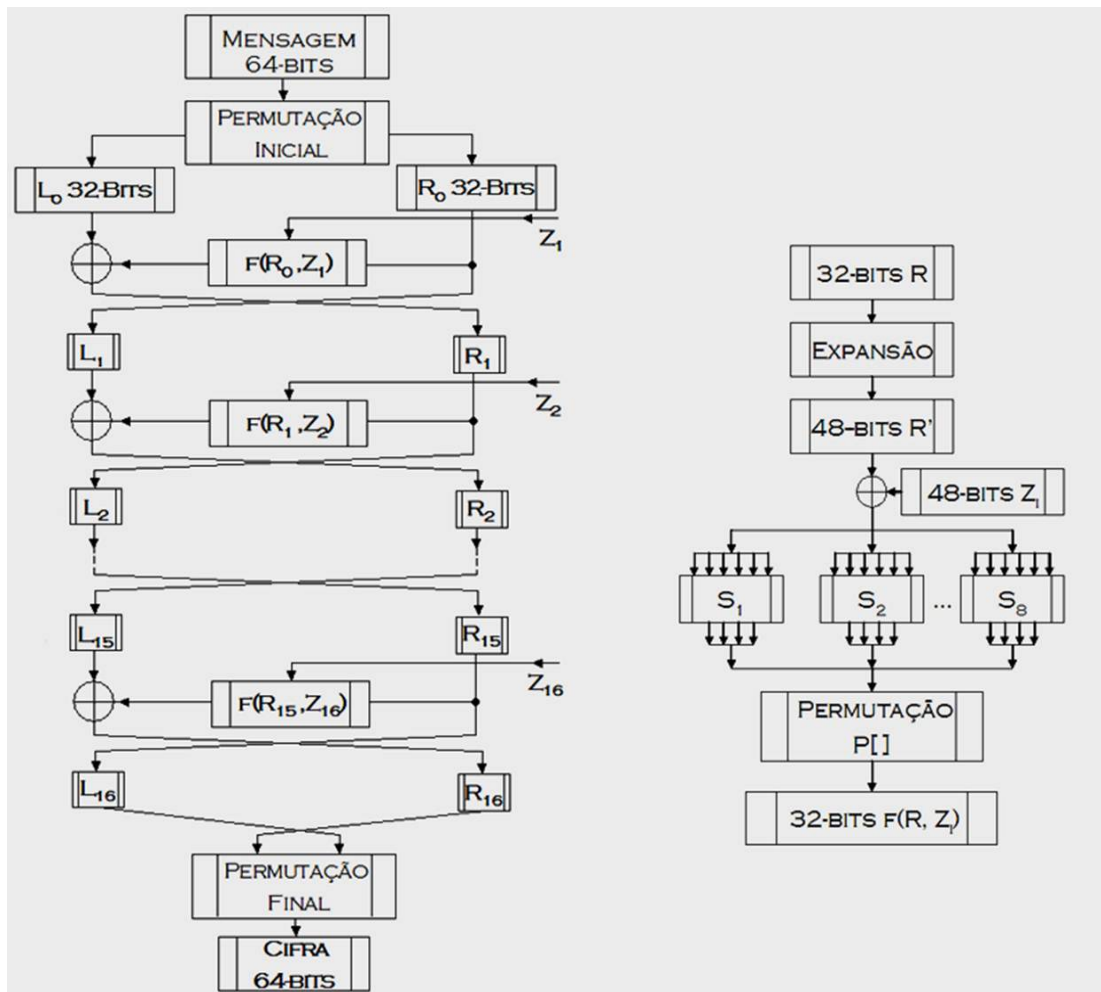 MENSAGEM
64-BITS
PERMUTAÇÃO
INICIAL
L₀ 32-BITS
R₀ 32-BITS
Z₁
F(R₀,Z₁)
L₁
R₁
Z₂
F(R₁,Z₂)
L₂
R₂
L₁₅
R₁₅
Z₁₆
F(R₁₅,Z₁₆)
L₁₆
R₁₆
PERMUTAÇÃO
FINAL
CIFRA
64-BITS
32-BITS R
EXPANSÃO
48-BITS R'
48-BITS Zᵢ
S₁
S₂
...
S₈
PERMUTAÇÃO
P[]
32-BITS F(R, Zᵢ)